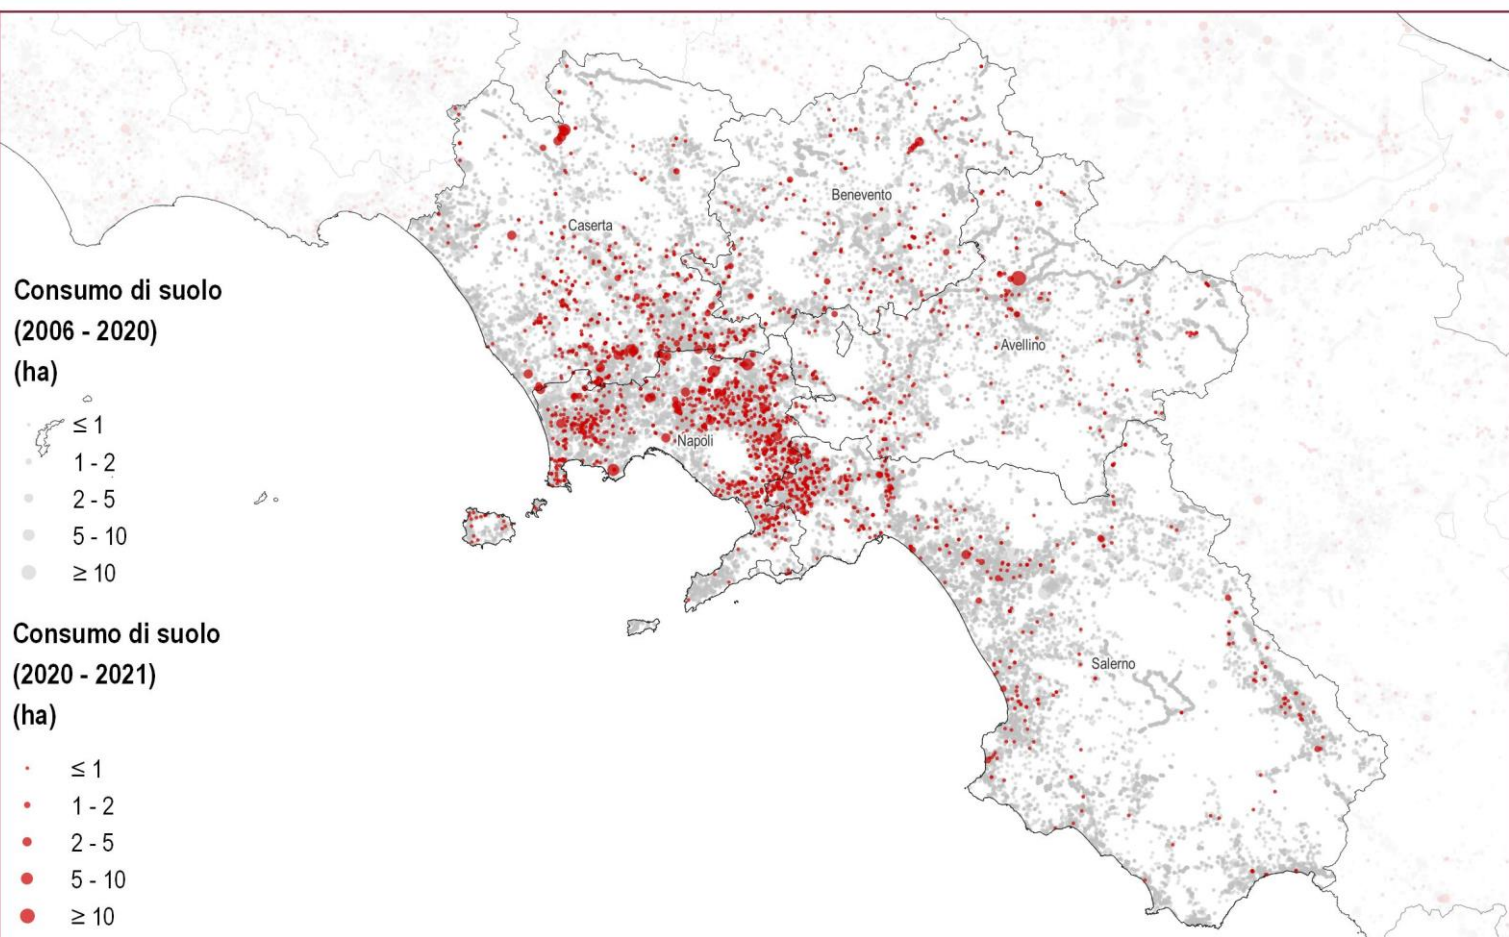 Benevento
Caserta
Avellino
Napoli
Salerno
Consumo di suolo
(2006 - 2020)
(ha)
≤ 1
1 - 2
2 - 5
5 - 10
≥ 10
Consumo di suolo
(2020 - 2021)
(ha)
≤ 1
1 - 2
2 - 5
5 - 10
≥ 10